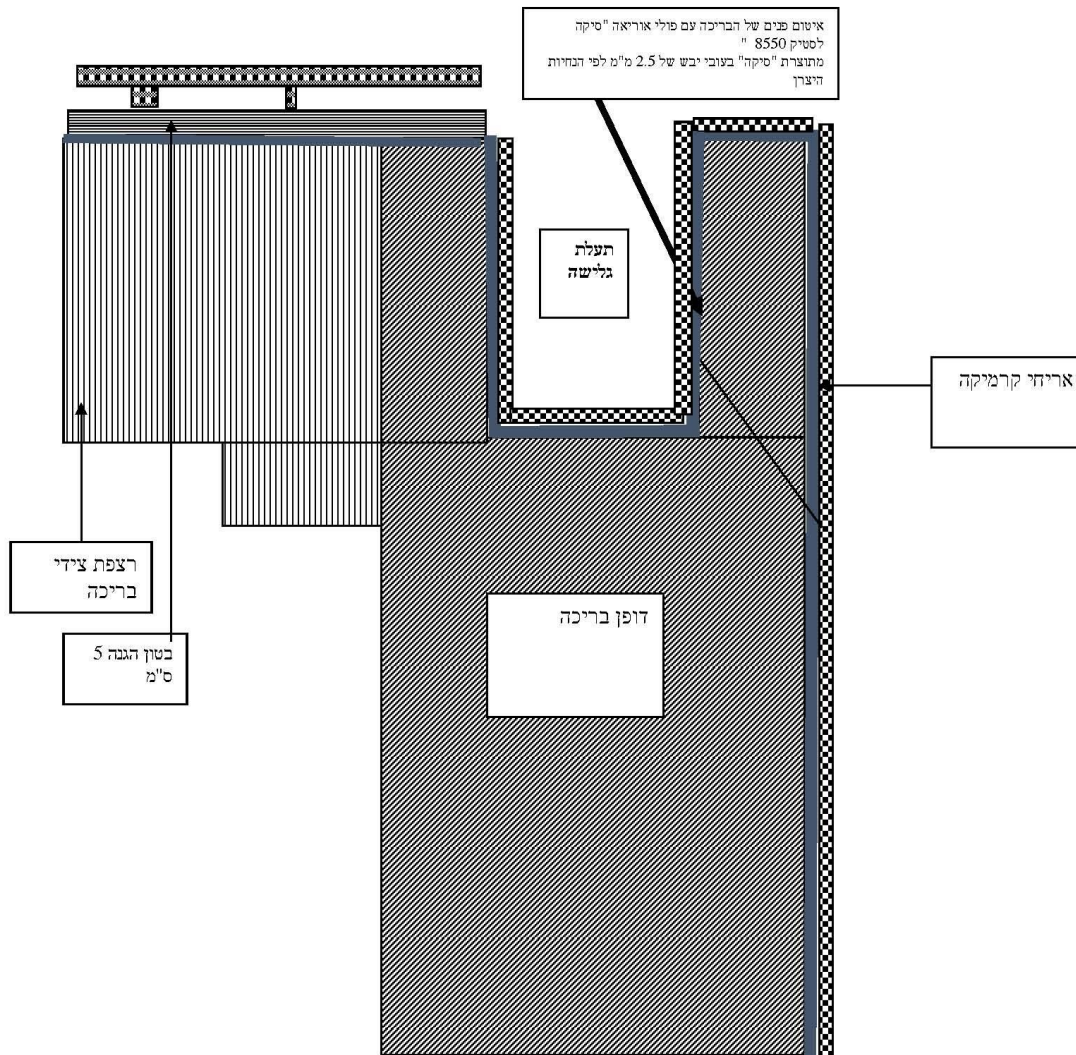 איטום פנים של הבריכה עם פולי אוריאה "סיקה
לסטיק 8550 "
מתוצרת "סיקה" בעובי יבש של 2.5 מ"מ לפי הנחיות
היצרן
תעלת
גלישה
אריחי קרמיקה
רצפת צידי
בריכה
דופן בריכה
בטון הגנה 5
ס"מ